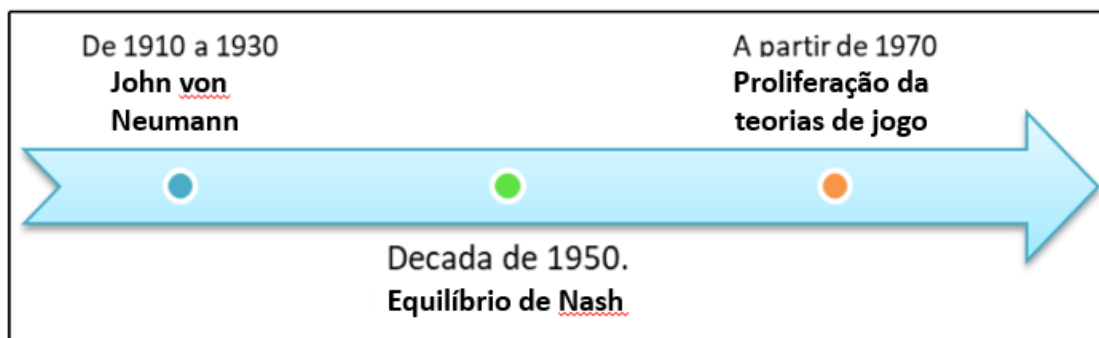 De 1910 a 1930
John von
Neumann
A partir de 1970
Proliferação da
teorias de jogo
Decada de 1950.
Equilíbrio de Nash